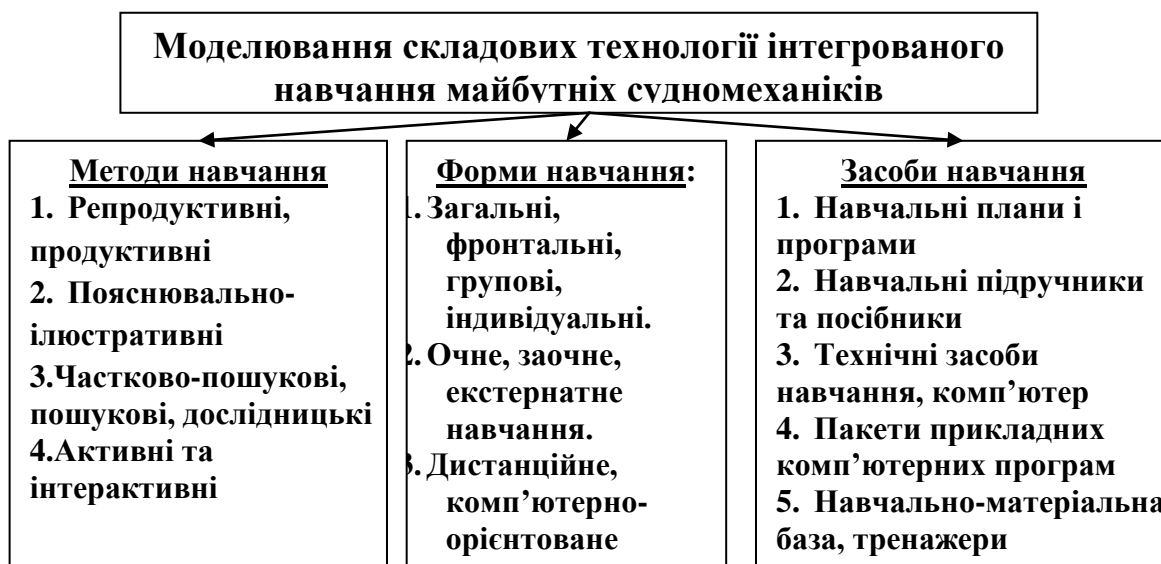 Моделювання складових технології інтегрованого
навчання майбутніх судномеханіків
Методи навчання
1. Репродуктивні,
продуктивні
2. Пояснювально-
ілюстративні
3.Частково-пошукові,
пошукові, дослідницькі
4.Активні та
інтерактивні
Форми навчання:
1. Загальні,
фронтальні,
групові,
індивідуальні.
2. Очне, заочне,
екстернатне
навчання.
3. Дистанційне,
комп’ютерно-
орієнтоване
Засоби навчання
1. Навчальні плани і
програми
2. Навчальні підручники
та посібники
3. Технічні засоби
навчання, комп’ютер
4. Пакети прикладних
комп’ютерних програм
5. Навчально-матеріальна
база, тренажери